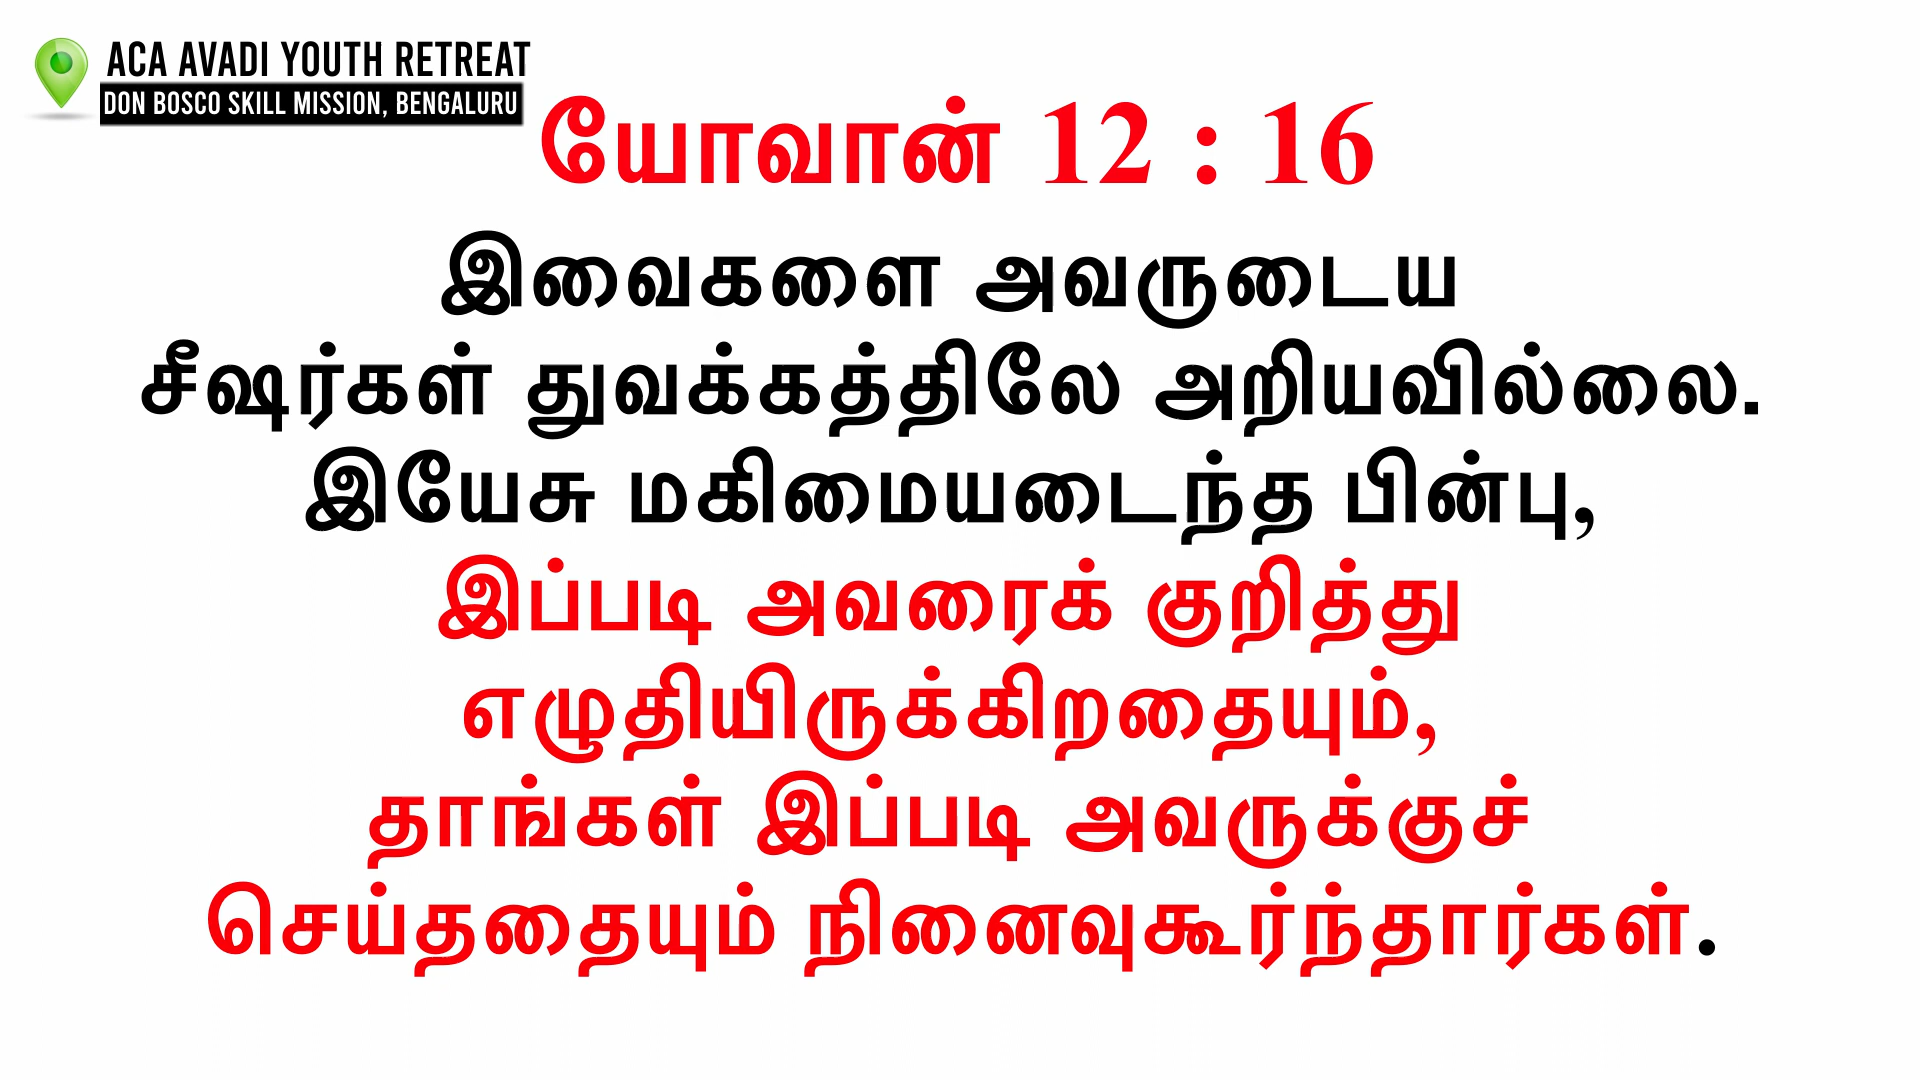 ACA AVADI YOUTH RETREAT
DON BOSCO SKILL MISSION, BENGALURU
யோவான் 12 : 16
இவைகளை அவருடைய
சீஷர்கள் துவக்கத்திலே அறியவில்லை.
இயேசு மகிமையடைந்த பின்பு,
இப்படி அவரைக் குறித்து
எழுதியிருக்கிறதையும்,
தாங்கள் இப்படி அவருக்குச்
செய்ததையும் நினைவுகூர்ந்தார்கள்.